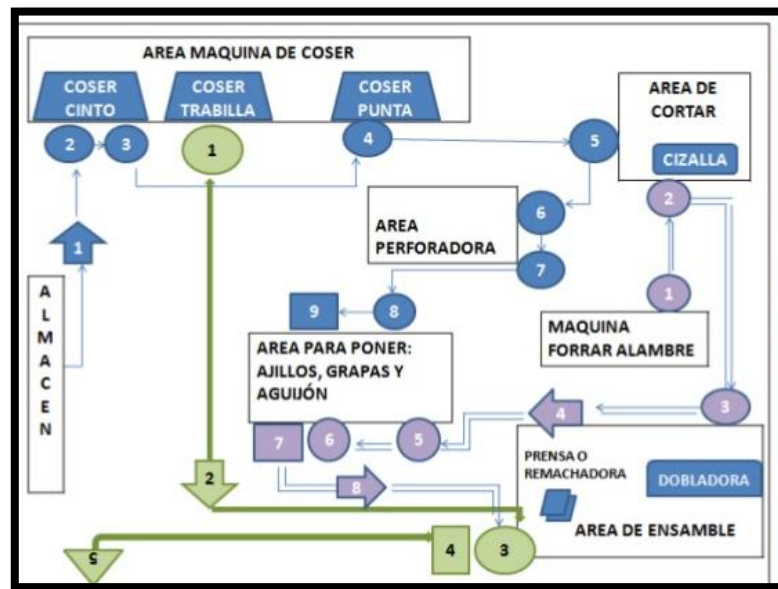 AREA MAQUINA DE COSER
COSER
CINTO
COSER
TRABILLA
COSER
PUNTA
AREA DE
CORTAR
CIZALLA
2
3
1
4
5
2
1
AREA
PERFORADORA
6
7
1
MAQUINA
FORRAR ALAMBRE
ALMACEN
9
8
AREA PARA PONER:
AJILLOS, GRAPAS Y
AGUIJÓN
7
6
5
4
3
PRENSA O
REMACHADORA
DOBLADORA
AREA DE ENSAMBLE
2
8
5
4
3